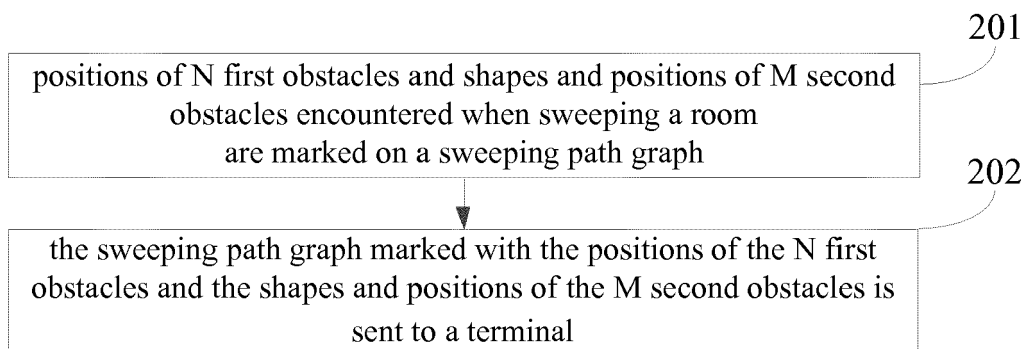 201
positions of N first obstacles and shapes and positions of M second
obstacles encountered when sweeping a room
are marked on a sweeping path graph
202
the sweeping path graph marked with the positions of the N first
obstacles and the shapes and positions of the M second obstacles is
sent to a terminal